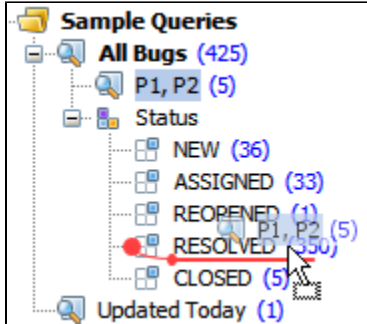 Sample Queries
All Bugs (425)
P1, P2 (5)
Status
NEW (36)
ASSIGNED (33)
REOPENED (1)
P1, P2 (5)
RESOLVED (350)
CLOSED (5)
Updated Today (1)